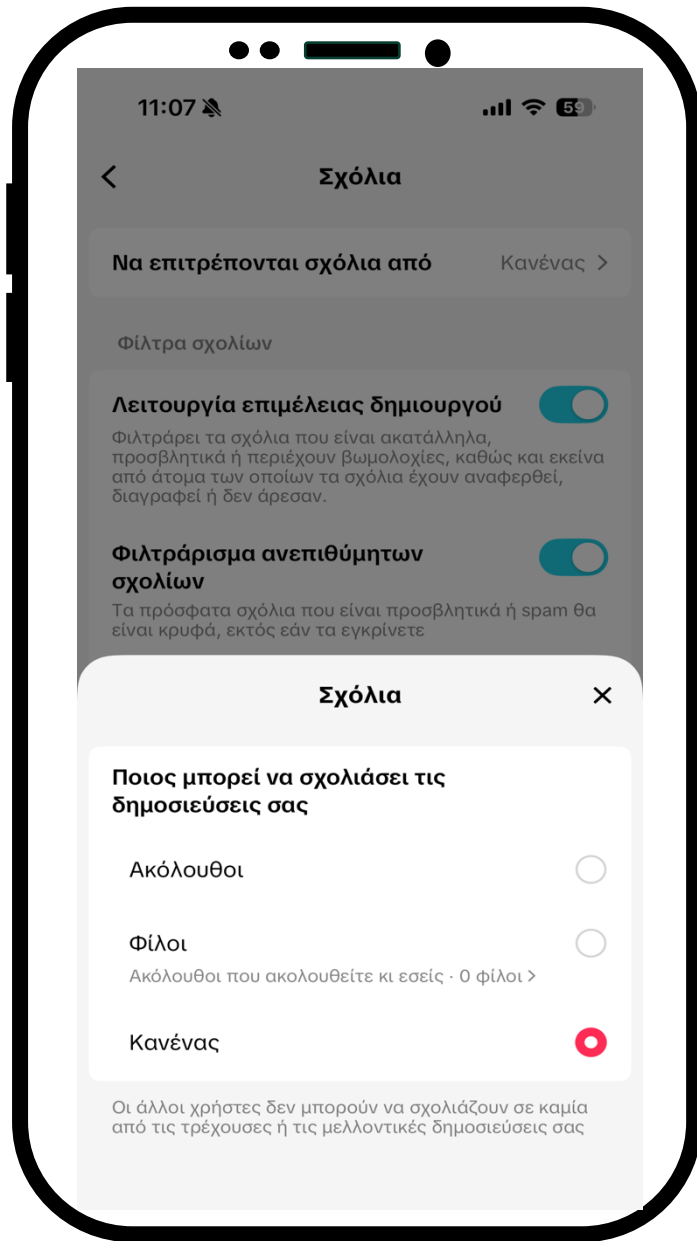 11:07
59
Σχόλια
Να επιτρέπονται σχόλια από Κανένας >
Φίλτρα σχολίων
Λειτουργία επιμέλειας δημιουργού
Φιλτράρει τα σχόλια που είναι ακατάλληλα,
προσβλητικά ή περιέχουν βωμολοχίες, καθώς και εκείνα
από άτομα των οποίων τα σχόλια έχουν αναφερθεί,
διαγραφεί ή δεν άρεσαν.
Φιλτράρισμα ανεπιθύμητων
σχολίων
Τα πρόσφατα σχόλια που είναι προσβλητικά ή spam θα
είναι κρυφά, εκτός εάν τα εγκρίνετε
Σχόλια
Ποιος μπορεί να σχολιάσει τις
δημοσιεύσεις σας
Ακόλουθοι
Φίλοι
Ακόλουθοι που ακολουθείτε κι εσείς · 0 φίλοι >
Κανένας
Οι άλλοι χρήστες δεν μπορούν να σχολιάζουν σε καμία
από τις τρέχουσες ή τις μελλοντικές δημοσιεύσεις σας